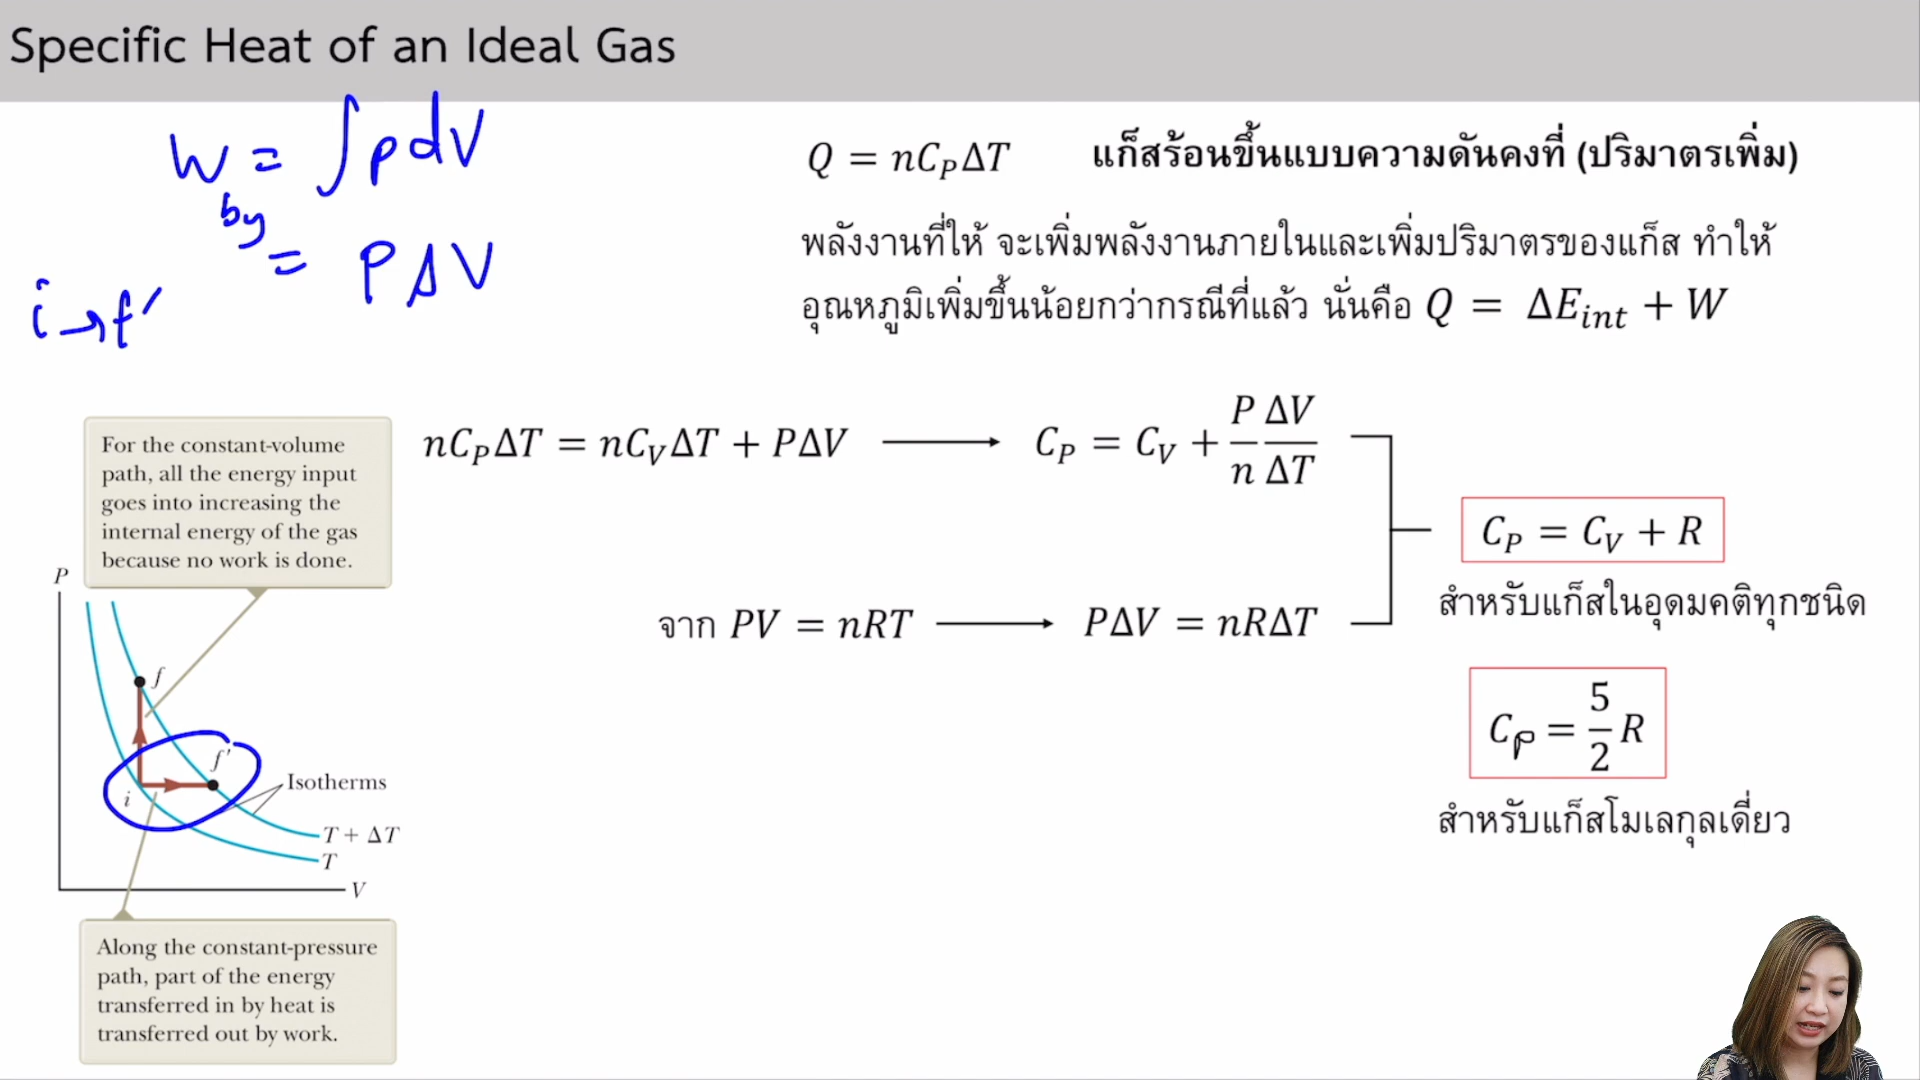 Specific Heat of an Ideal Gas
W by = ∫ p dV
= P Δ V
i → f′
Q = nC_PΔT แก๊สร้อนขึ้นแบบความดันคงที่ (ปริมาตรเพิ่ม)
พลังงานที่ให้ จะเพิ่มพลังงานภายในและเพิ่มปริมาตรของแก๊ส ทำให้
อุณหภูมิเพิ่มขึ้นน้อยกว่ากรณีที่แล้ว นั่นคือ Q = ΔE_int + W
nC_PΔT = nC_VΔT + PΔV ⟶ C_P = C_V + P/n ΔV/ΔT
C_P = C_V + R
สำหรับแก๊สในอุดมคติทุกชนิด
จาก PV = nRT ⟶ PΔV = nRΔT
C_P = 5/2 R
สำหรับแก๊สโมเลกุลเดี่ยว
For the constant-volume
path, all the energy input
goes into increasing the
internal energy of the gas
because no work is done.
P
f
f′
i
Isotherms
T + ΔT
T
V
Along the constant-pressure
path, part of the energy
transferred in by heat is
transferred out by work.